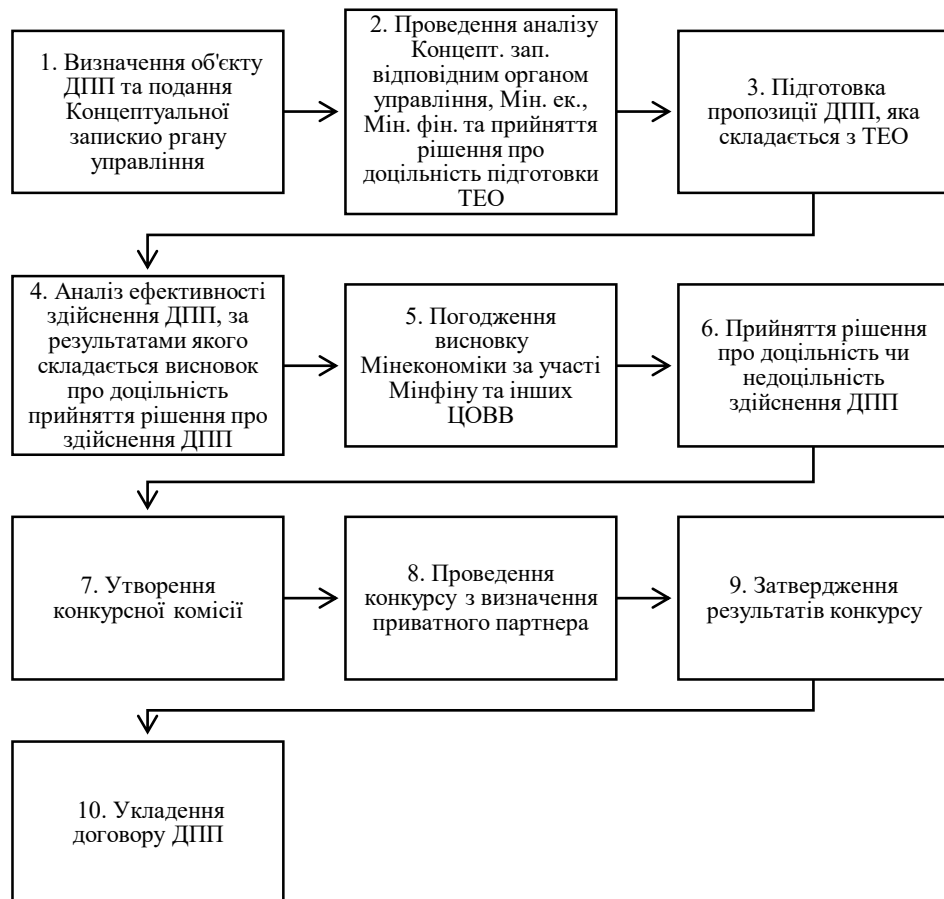 1. Визначення об'єкту
ДПП та подання
Концептуальної
запискио ргану
управління
2. Проведення аналізу
Концепт. зап.
відповідним органом
управління, Мін. ек.,
Мін. фін. та прийняття
рішення про
доцільність підготовки
ТЕО
3. Підготовка
пропозиції ДПП, яка
складається з ТЕО
4. Аналіз ефективності
здійснення ДПП, за
результатами якого
складається висновок
про доцільність
прийняття рішення про
здійснення ДПП
5. Погодження
висновку
Мінекономіки за участі
Мінфіну та інших
ЦОВВ
6. Прийняття рішення
про доцільність чи
недоцільність
здійснення ДПП
7. Утворення
конкурсної комісії
8. Проведення
конкурсу з визначення
приватного партнера
9. Затвердження
результатів конкурсу
10. Укладення
договору ДПП